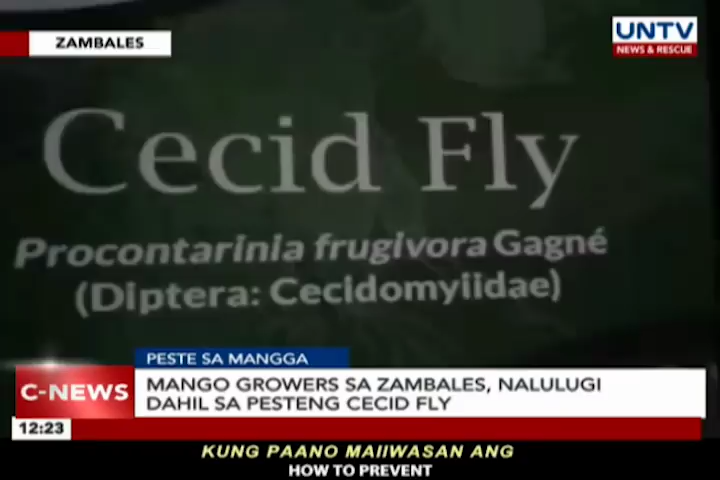 ZAMBALES
UNTV
NEWS & RESCUE
Cecid Fly
Procontarinia frugivora Gagné
(Diptera: Cecidomyiidae)
PESTE SA MANGGA
C-NEWS
MANGO GROWERS SA ZAMBALES, NALULUGI
DAHIL SA PESTENG CECID FLY
12:23
KUNG PAANO MAIIWASAN ANG
HOW TO PREVENT